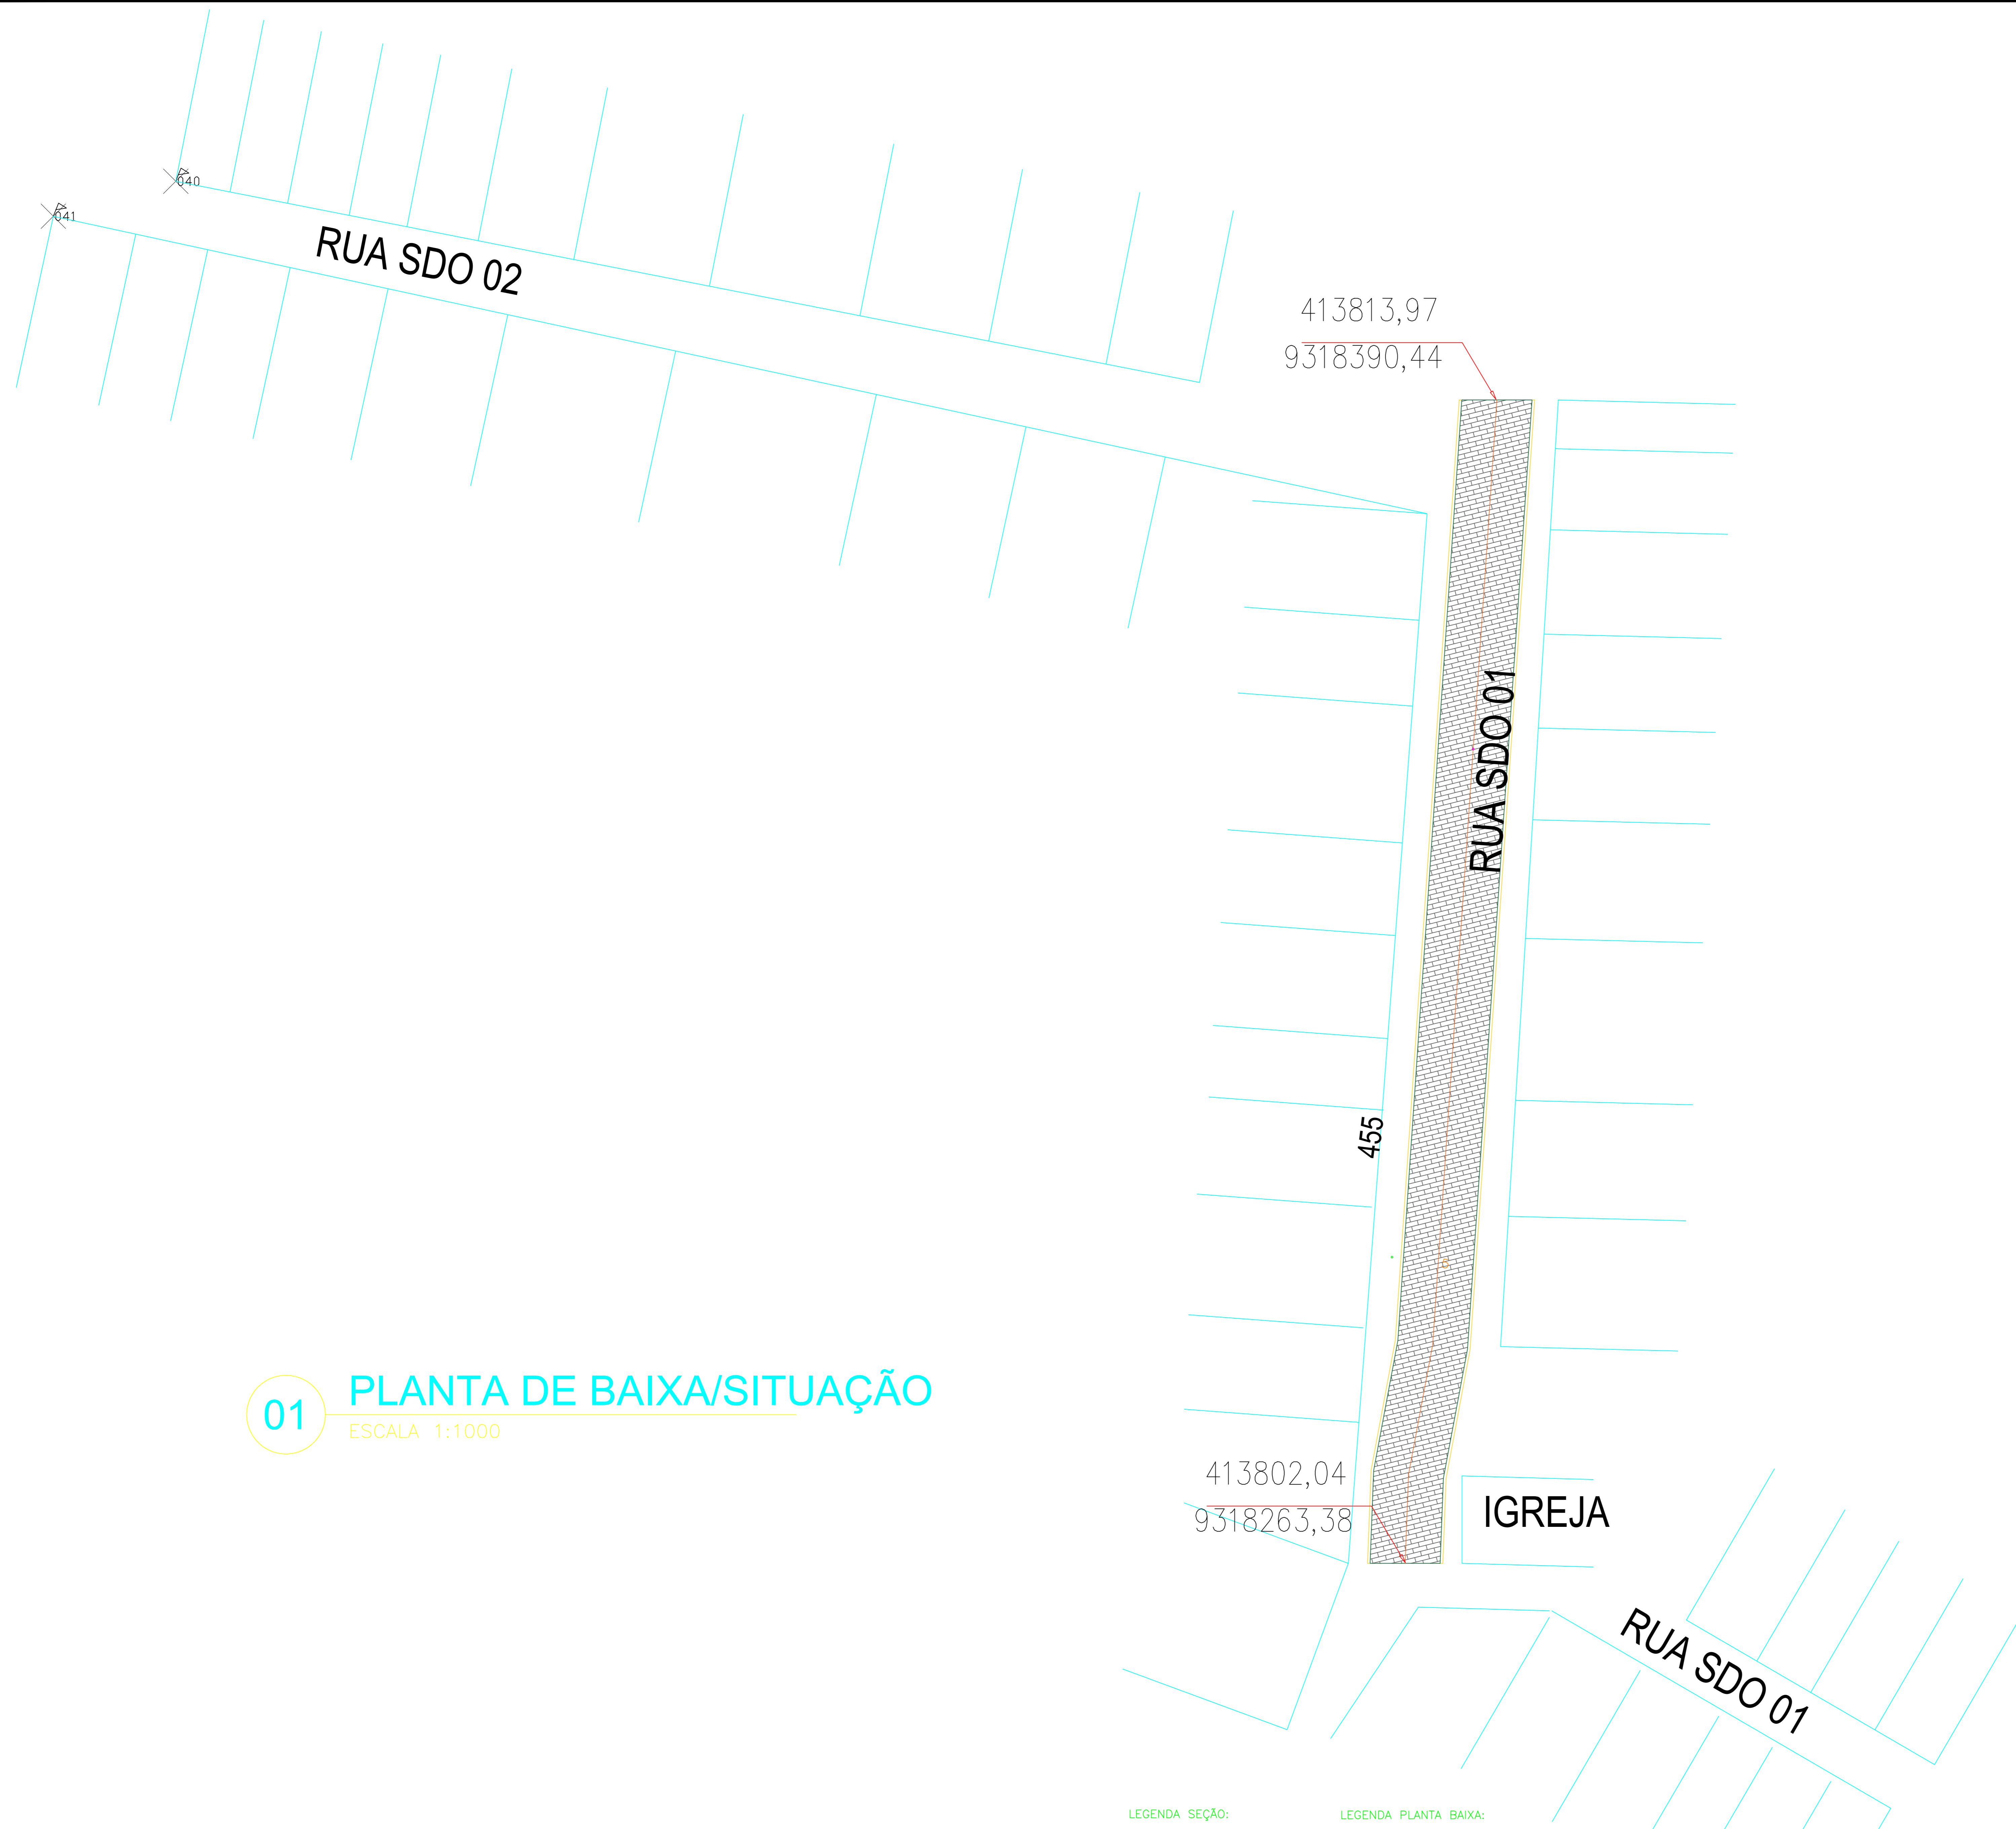 040
041
RUA SDO 02
413813,97
9318390,44
RUA SDO 01
455
01
PLANTA DE BAIXA/SITUAÇÃO
ESCALA 1:1000
413802,04
9318263,38
IGREJA
RUA SDO 01
LEGENDA SEÇÃO:
LEGENDA PLANTA BAIXA: